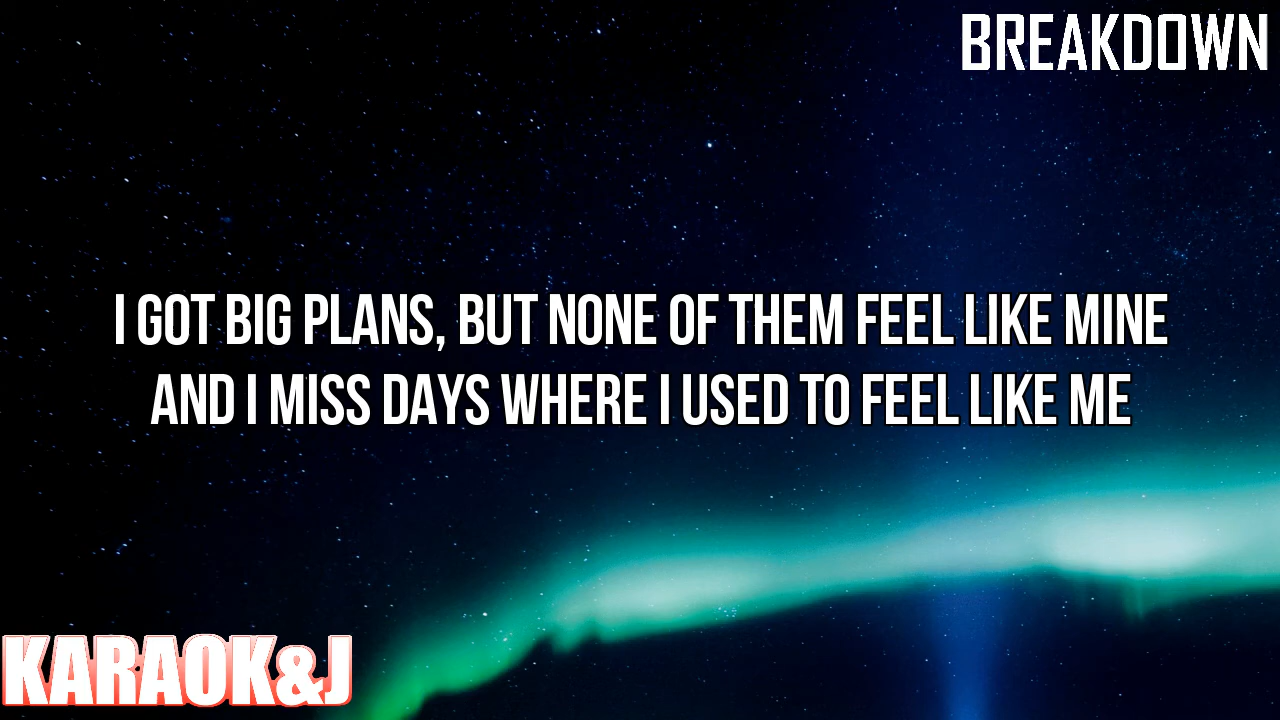 BREAKDOWN
I GOT BIG PLANS, BUT NONE OF THEM FEEL LIKE MINE
AND I MISS DAYS WHERE I USED TO FEEL LIKE ME
KARAOK&J